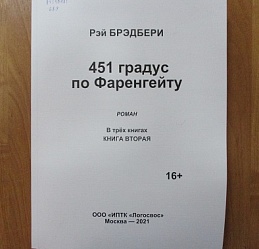 Рэй БРЭДБЕРИ
451 градус
по Фаренгейту
РОМАН
В трёх книгах
КНИГА ВТОРАЯ
16+
ООО «ИПТК «Логосвос»
Москва — 2021